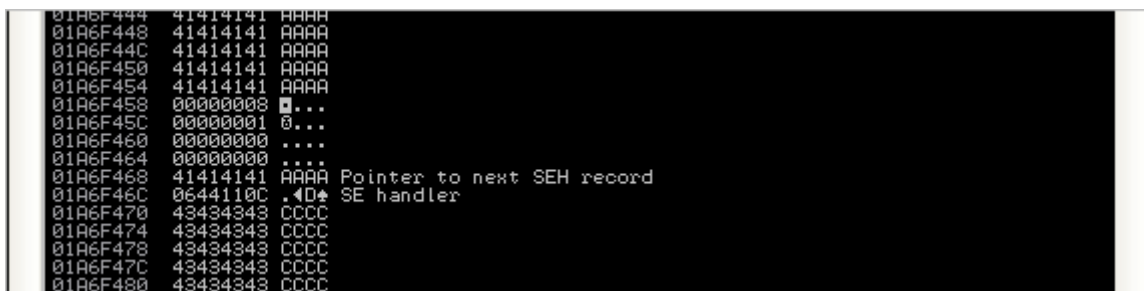 01A6F444 41414141 AAAA
01A6F448 41414141 AAAA
01A6F44C 41414141 AAAA
01A6F450 41414141 AAAA
01A6F454 41414141 AAAA
01A6F458 00000008 ◘...
01A6F45C 00000001 ☺...
01A6F460 00000000 ....
01A6F464 00000000 ....
01A6F468 41414141 AAAA Pointer to next SEH record
01A6F46C 0644110C .◄D♠ SE handler
01A6F470 43434343 CCCC
01A6F474 43434343 CCCC
01A6F478 43434343 CCCC
01A6F47C 43434343 CCCC
01A6F480 43434343 CCCC